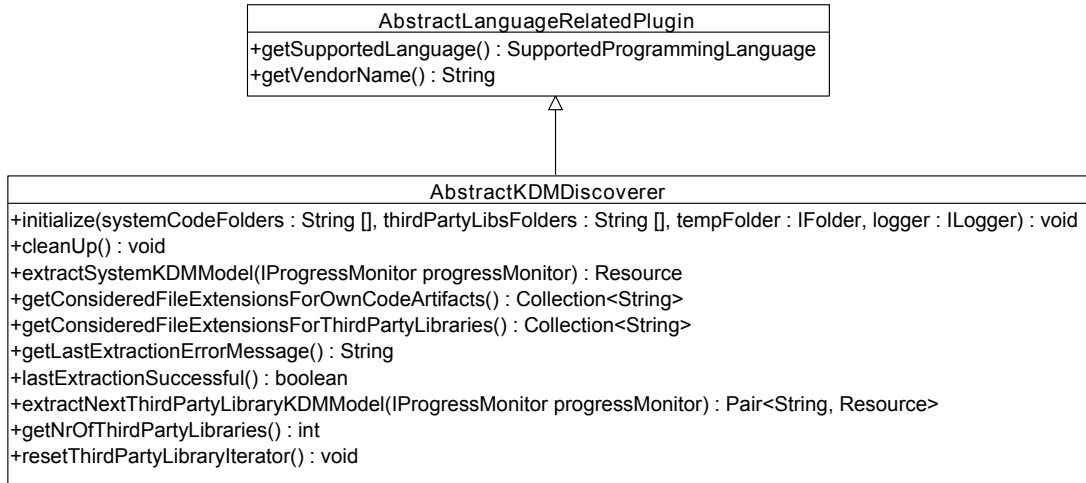 AbstractLanguageRelatedPlugin
+getSupportedLanguage() : SupportedProgrammingLanguage
+getVendorName() : String
AbstractKDMDiscoverer
+initialize(systemCodeFolders : String [], thirdPartyLibsFolders : String [], tempFolder : IFolder, logger : ILogger) : void
+cleanUp() : void
+extractSystemKDMModel(IProgressMonitor progressMonitor) : Resource
+getConsideredFileExtensionsForOwnCodeArtifacts() : Collection<String>
+getConsideredFileExtensionsForThirdPartyLibraries() : Collection<String>
+getLastExtractionErrorMessage() : String
+lastExtractionSuccessful() : boolean
+extractNextThirdPartyLibraryKDMModel(IProgressMonitor progressMonitor) : Pair<String, Resource>
+getNrOfThirdPartyLibraries() : int
+resetThirdPartyLibraryIterator() : void